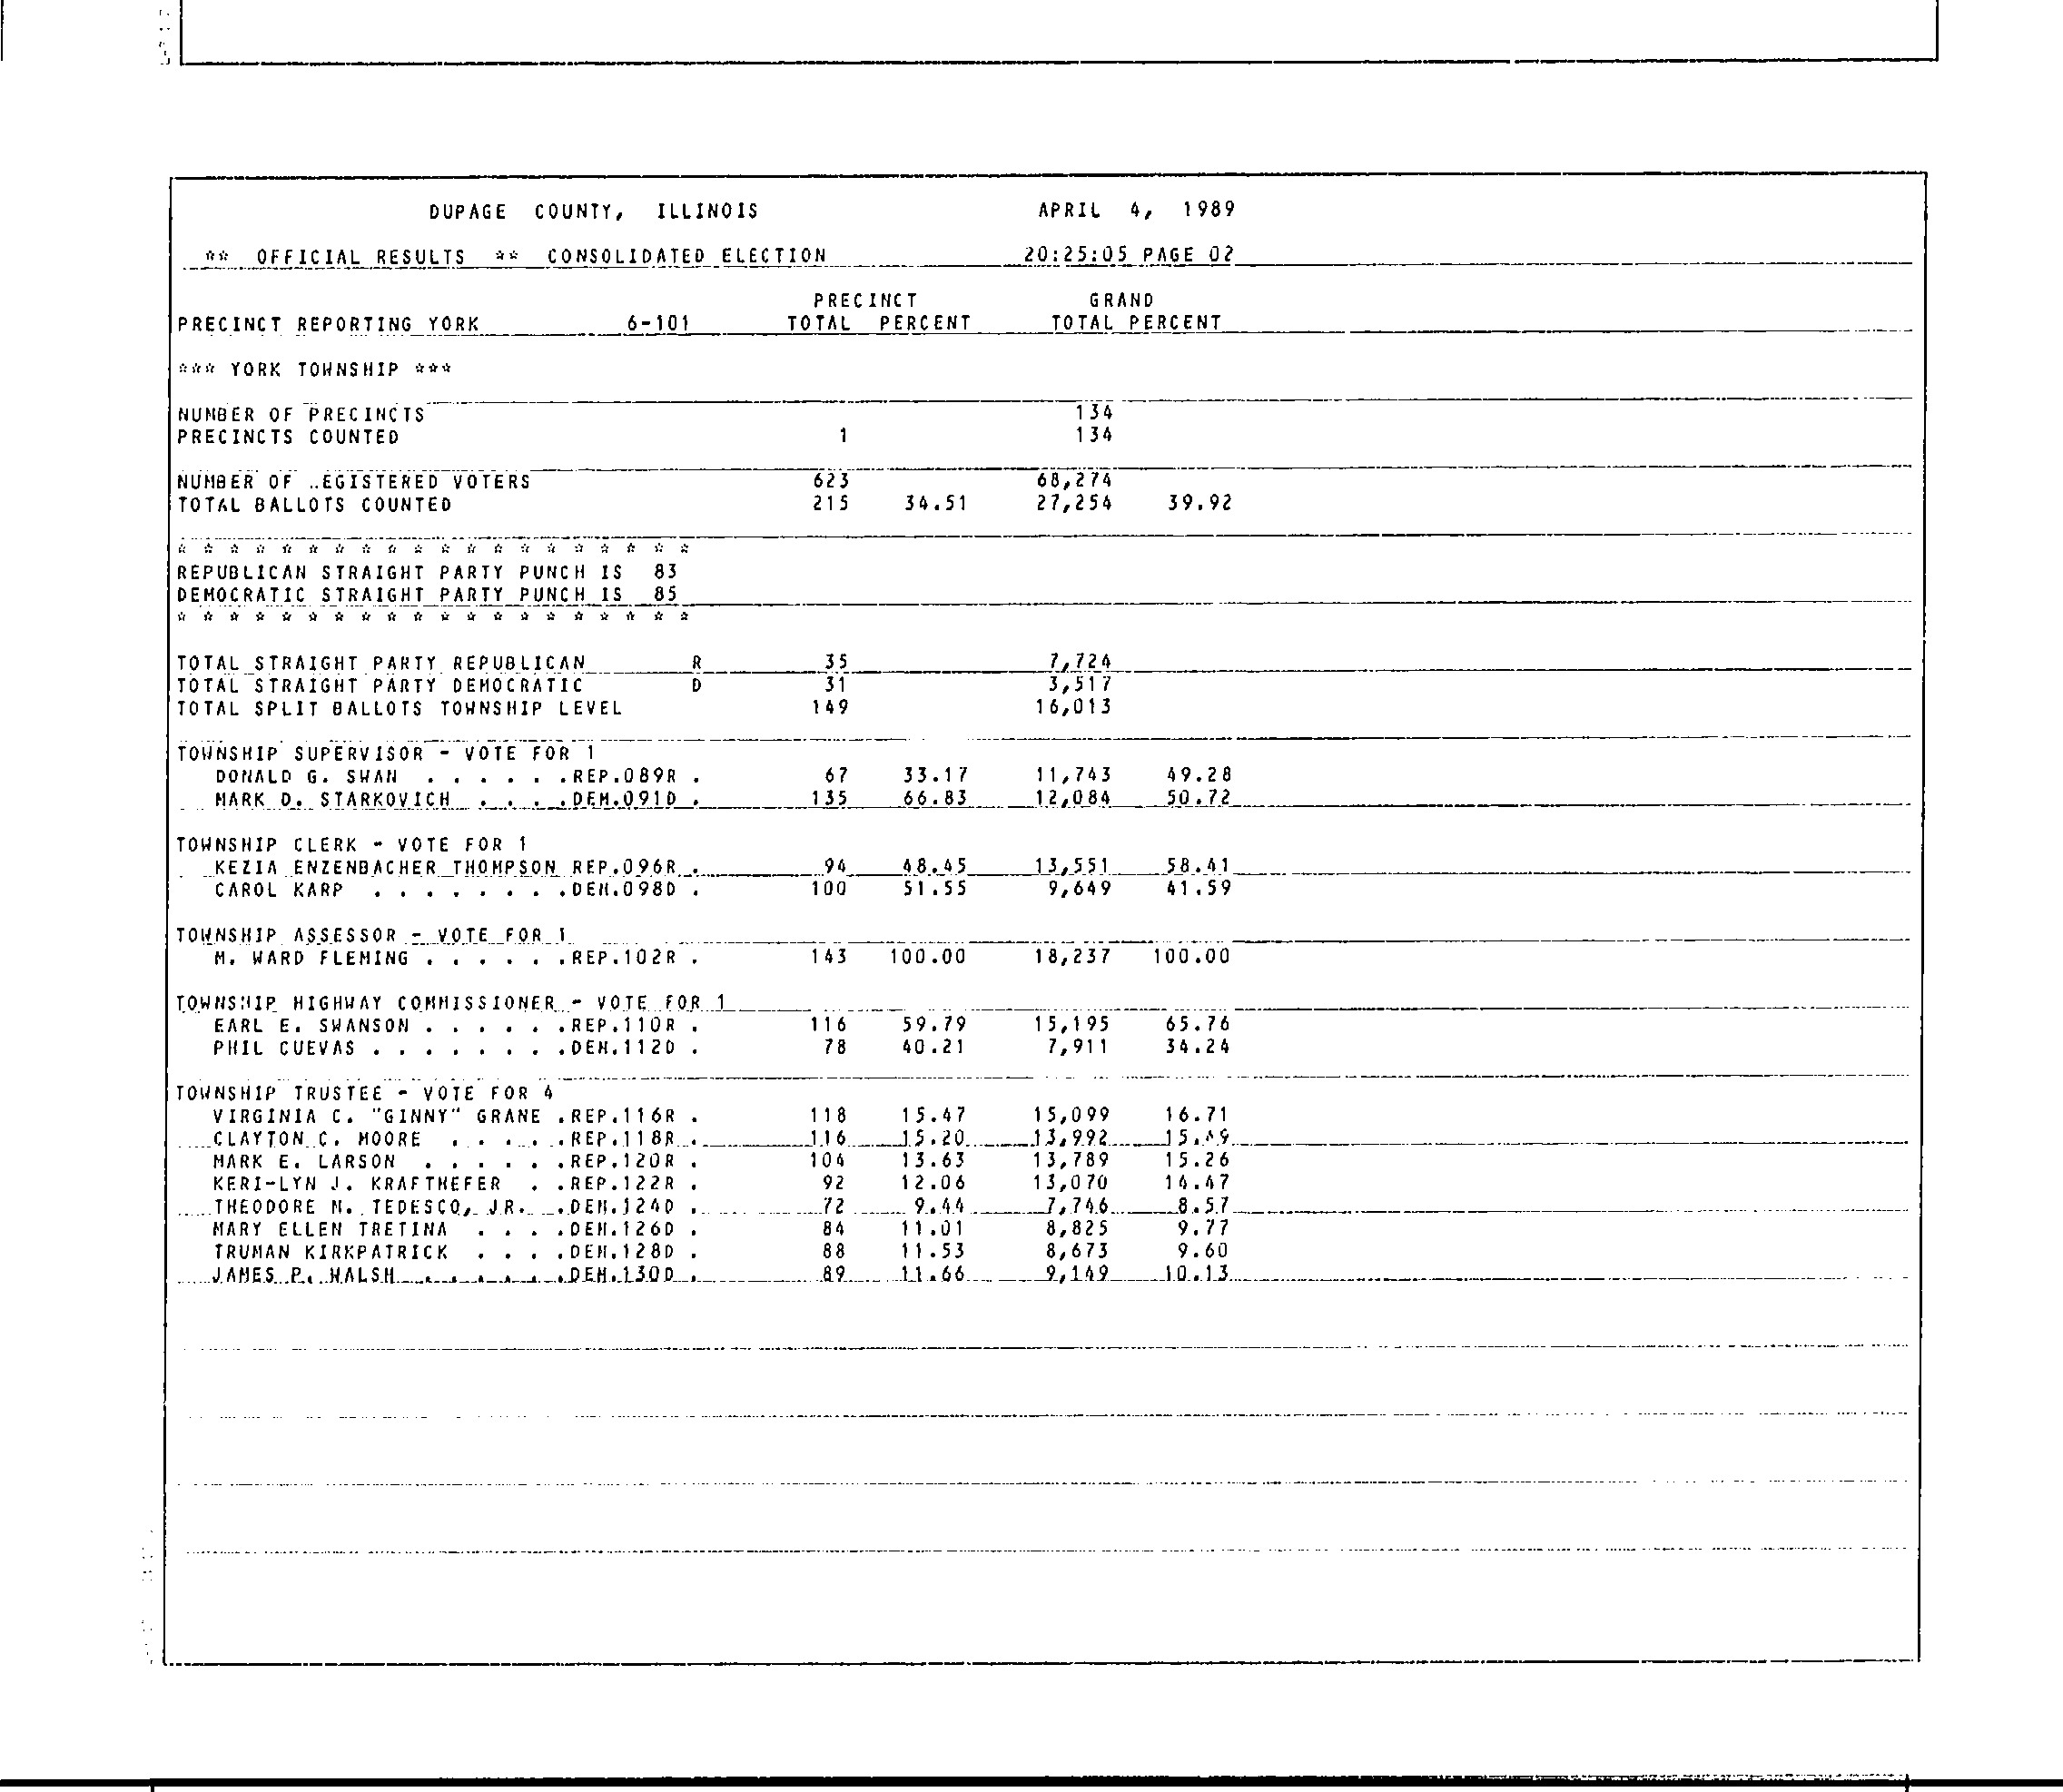 DUPAGE COUNTY, ILLINOIS APRIL 4, 1989
** OFFICIAL RESULTS ** CONSOLIDATED ELECTION 20:25:05 PAGE 02
PRECINCT GRAND
PRECINCT REPORTING YORK 6-101 TOTAL PERCENT TOTAL PERCENT
*** YORK TOWNSHIP ***
NUMBER OF PRECINCTS 134
PRECINCTS COUNTED 1 134
NUMBER OF ..EGISTERED VOTERS 623 68,274
TOTAL BALLOTS COUNTED 215 34.51 27,254 39.92
* * * * * * * * * * * * * * * * * * * *
REPUBLICAN STRAIGHT PARTY PUNCH IS 83
DEMOCRATIC STRAIGHT PARTY PUNCH IS 85
* * * * * * * * * * * * * * * * * * * *
TOTAL STRAIGHT PARTY REPUBLICAN R 35 7,724
TOTAL STRAIGHT PARTY DEMOCRATIC D 31 3,517
TOTAL SPLIT BALLOTS TOWNSHIP LEVEL 149 16,013
TOWNSHIP SUPERVISOR - VOTE FOR 1
DONALD G. SWAN . . . . . .REP.089R . 67 33.17 11,743 49.28
MARK D. STARKOVICH . . . .DEM.091D . 135 66.83 12,084 50.72
TOWNSHIP CLERK - VOTE FOR 1
KEZIA ENZENBACHER THOMPSON REP.096R . 94 48.45 13,551 58.41
CAROL KARP . . . . . . . .DEM.098D . 100 51.55 9,649 41.59
TOWNSHIP ASSESSOR - VOTE FOR 1
M. WARD FLEMING . . . . . .REP.102R . 143 100.00 18,237 100.00
TOWNSHIP HIGHWAY COMMISSIONER - VOTE FOR 1
EARL E. SWANSON . . . . . .REP.110R . 116 59.79 15,195 65.76
PHIL CUEVAS . . . . . . . .DEM.112D . 78 40.21 7,911 34.24
TOWNSHIP TRUSTEE - VOTE FOR 4
VIRGINIA C. "GINNY" GRANE .REP.116R . 118 15.47 15,099 16.71
CLAYTON C. MOORE . . . . .REP.118R . 116 15.20 13,992 15.49
MARK E. LARSON . . . . . .REP.120R . 104 13.63 13,789 15.26
KERI-LYN J. KRAFTHEFER . .REP.122R . 92 12.06 13,070 14.47
THEODORE M. TEDESCO, JR. .DEM.124D . 72 9.44 7,746 8.57
MARY ELLEN TRETINA . . . .DEM.126D . 84 11.01 8,825 9.77
TRUMAN KIRKPATRICK . . . .DEM.128D . 88 11.53 8,673 9.60
JAMES P. WALSH . . . . . .DEM.130D . 89 11.66 9,149 10.13